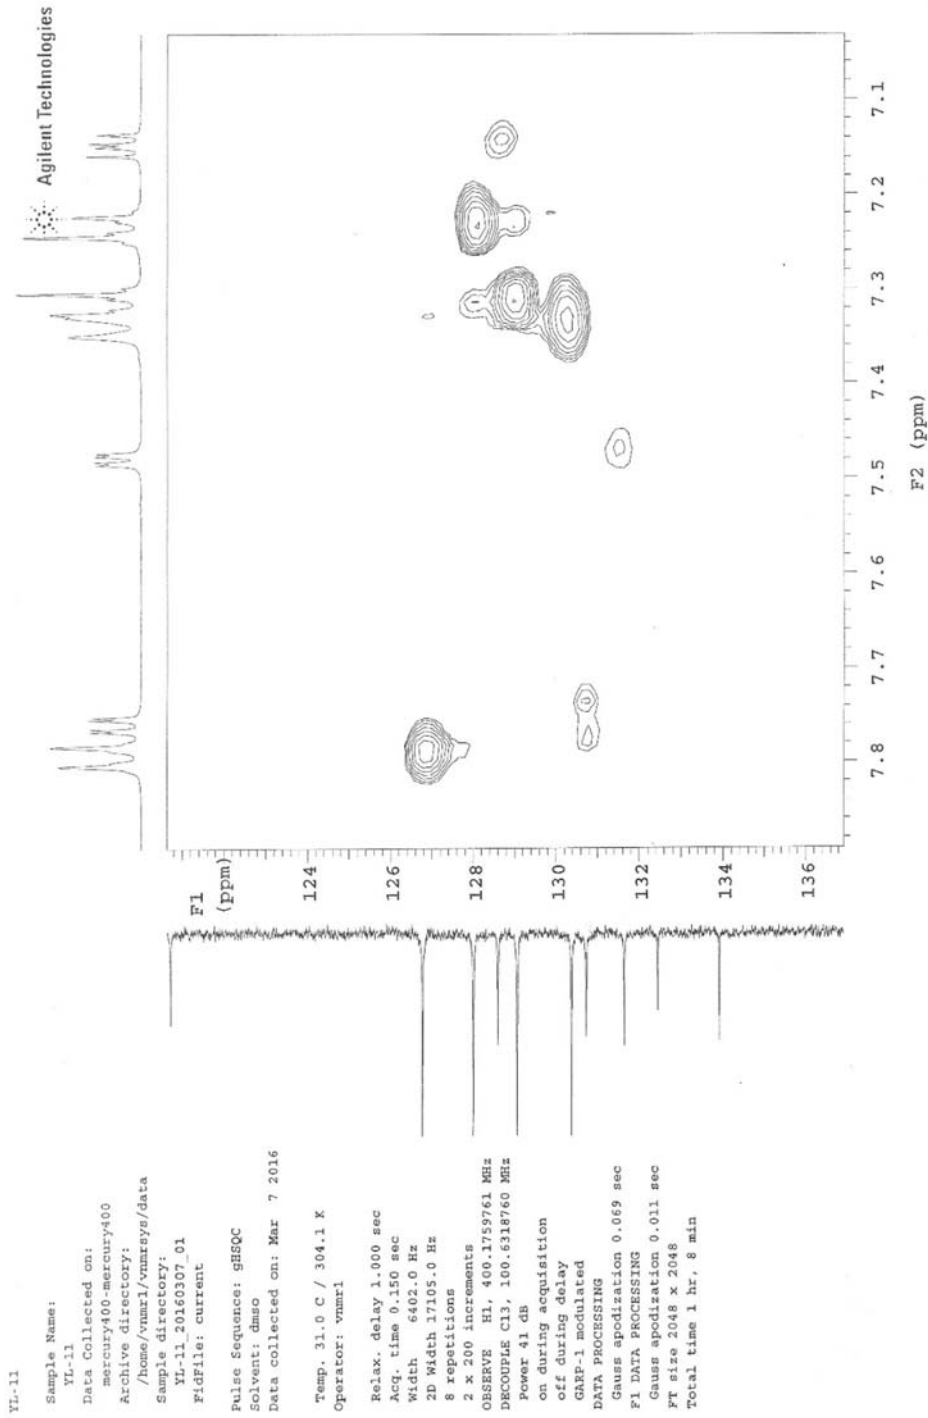 YL-11
Sample Name:
YL-11
Data Collected on:
mercury400-mercury400
Archive directory:
/home/vnmr1/vnmrsys/data
Sample directory:
YL-11_20160307_01
FidFile: current
Pulse Sequence: gHSQC
Solvent: dmso
Data collected on: Mar 7 2016
Temp. 31.0 C / 304.1 K
Operator: vnmr1
Relax. delay 1.000 sec
Acq. time 0.150 sec
Width 6402.0 Hz
2D Width 17105.0 Hz
8 repetitions
2 x 200 increments
OBSERVE H1, 400.1759761 MHz
DECOUPLE C13, 100.6318760 MHz
Power 41 dB
on during acquisition
off during delay
GARP-1 modulated
DATA PROCESSING
Gauss apodization 0.069 sec
F1 DATA PROCESSING
Gauss apodization 0.011 sec
FT size 2048 x 2048
Total time 1 hr, 8 min
Agilent Technologies
F1
(ppm)
124
126
128
130
132
134
136
7.8
7.7
7.6
7.5
7.4
7.3
7.2
7.1
F2 (ppm)